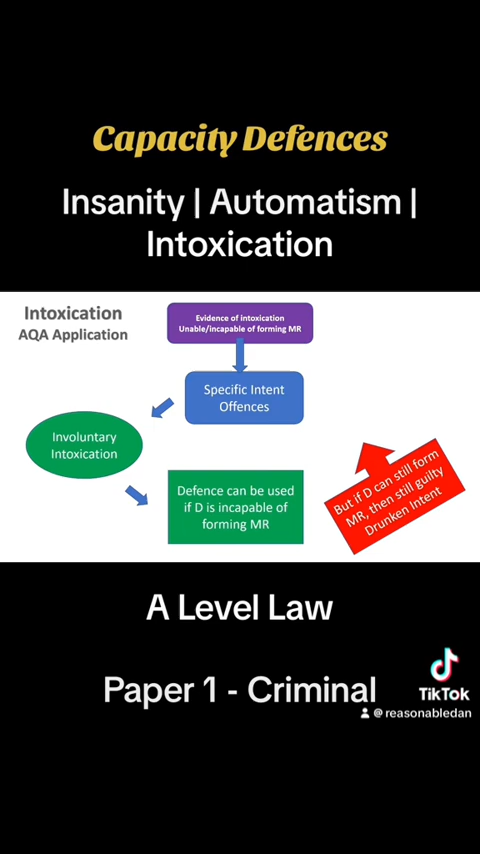 Capacity Defences
Insanity | Automatism |
Intoxication
Intoxication
AQA Application
Evidence of intoxication
Unable/incapable of forming MR
Specific Intent
Offences
Involuntary
Intoxication
Defence can be used
if D is incapable of
forming MR
But if D can still form
MR, then still guilty
Drunken Intent
A Level Law
Paper 1 - Criminal
TikTok
@reasonabledan